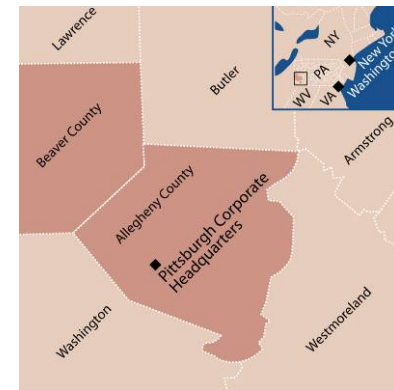 Lawrence
NY
New York
PA
Washington
WV
VA
Butler
Beaver County
Armstrong
Allegheny County
Pittsburgh Corporate
Headquarters
Washington
Westmoreland